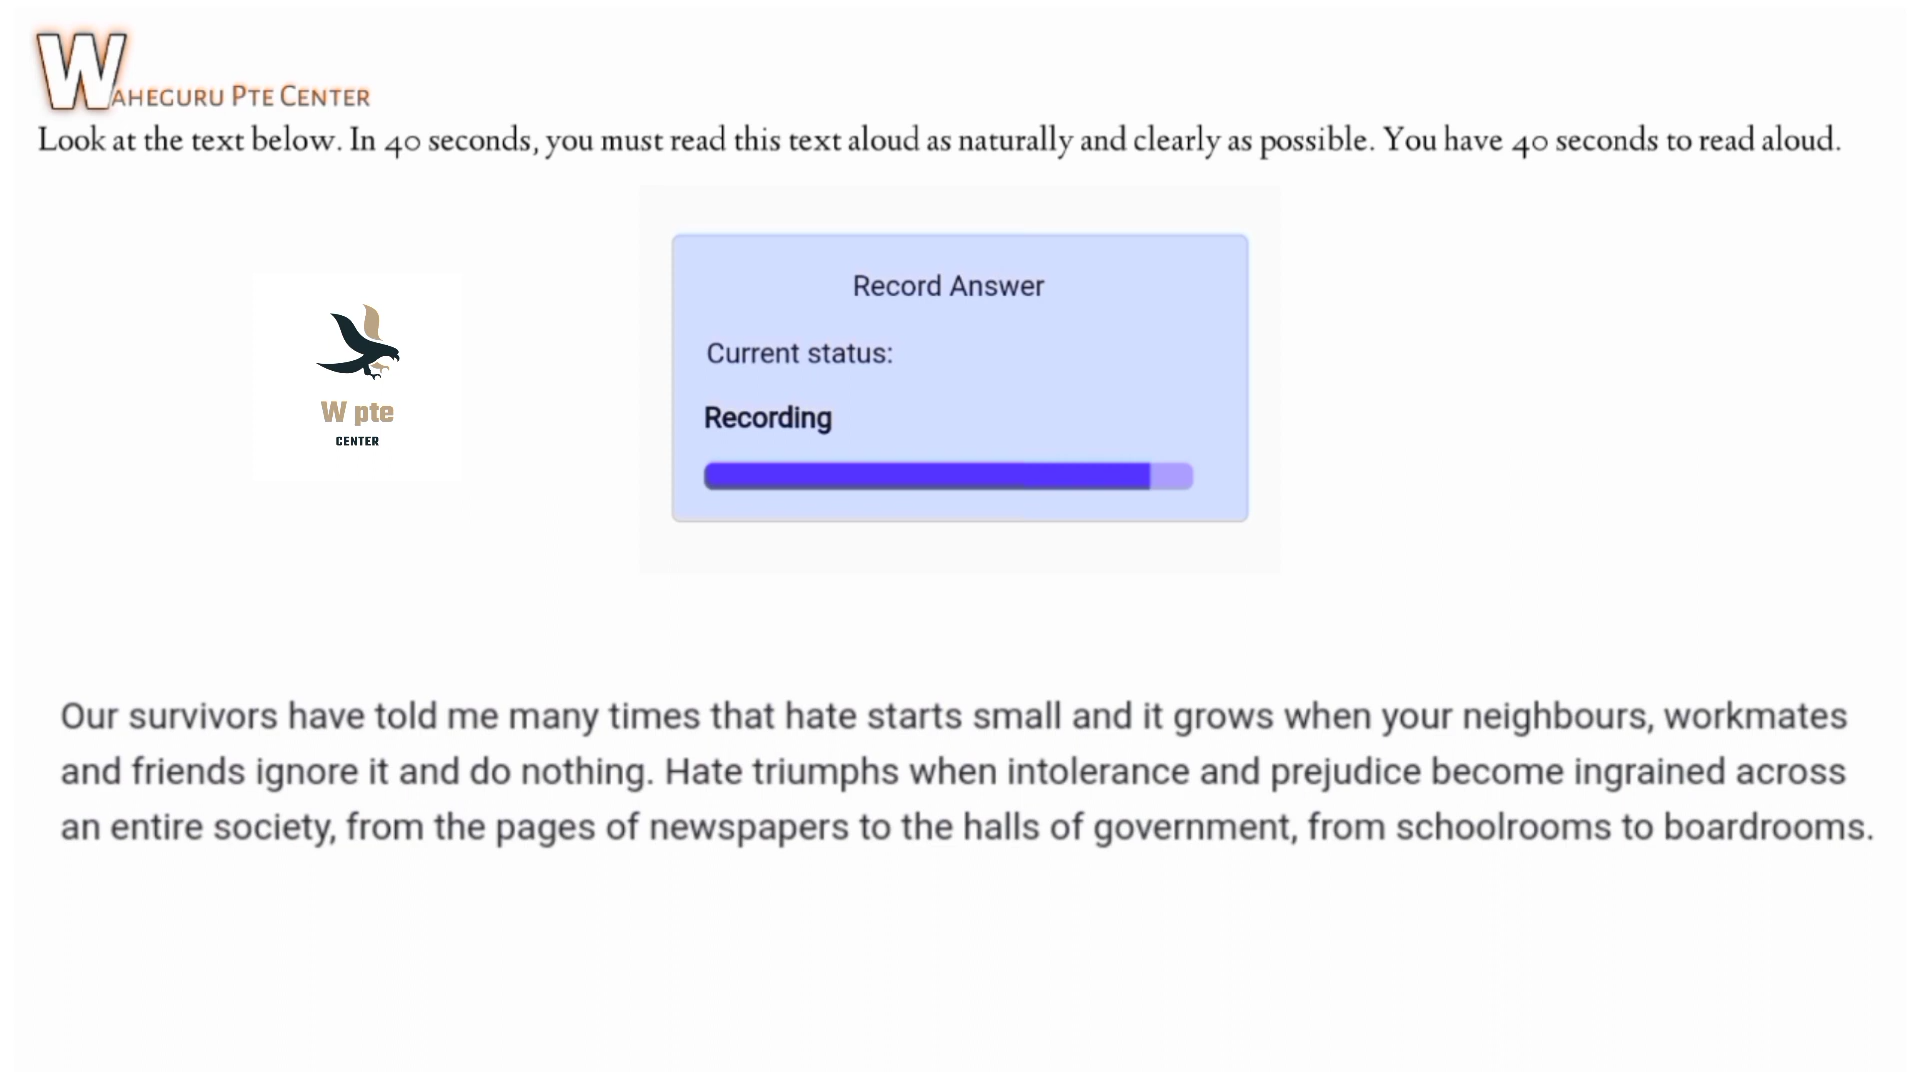 WAHEGURU PTE CENTER
Look at the text below. In 40 seconds, you must read this text aloud as naturally and clearly as possible. You have 40 seconds to read aloud.
Record Answer
Current status:
Recording
W pte
CENTER
Our survivors have told me many times that hate starts small and it grows when your neighbours, workmates
and friends ignore it and do nothing. Hate triumphs when intolerance and prejudice become ingrained across
an entire society, from the pages of newspapers to the halls of government, from schoolrooms to boardrooms.